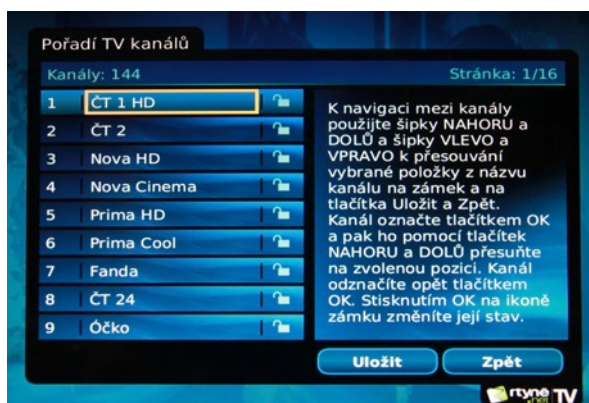 Pořadí TV kanálů
Kanály: 144
Stránka: 1/16
1 ČT 1 HD
2 ČT 2
3 Nova HD
4 Nova Cinema
5 Prima HD
6 Prima Cool
7 Fanda
8 ČT 24
9 Óčko
K navigaci mezi kanály
použijte šipky NAHORU a
DOLŮ a šipky VLEVO a
VPRAVO k přesouvání
vybrané položky z názvu
kanálu na zámek a na
tlačítka Uložit a Zpět.
Kanál označte tlačítkem OK
a pak ho pomocí tlačítek
NAHORU a DOLŮ přesuňte
na zvolenou pozici. Kanál
odznačíte opět tlačítkem
OK. Stisknutím OK na ikoně
zámku změníte její stav.
Uložit
Zpět
rtyne
.net TV